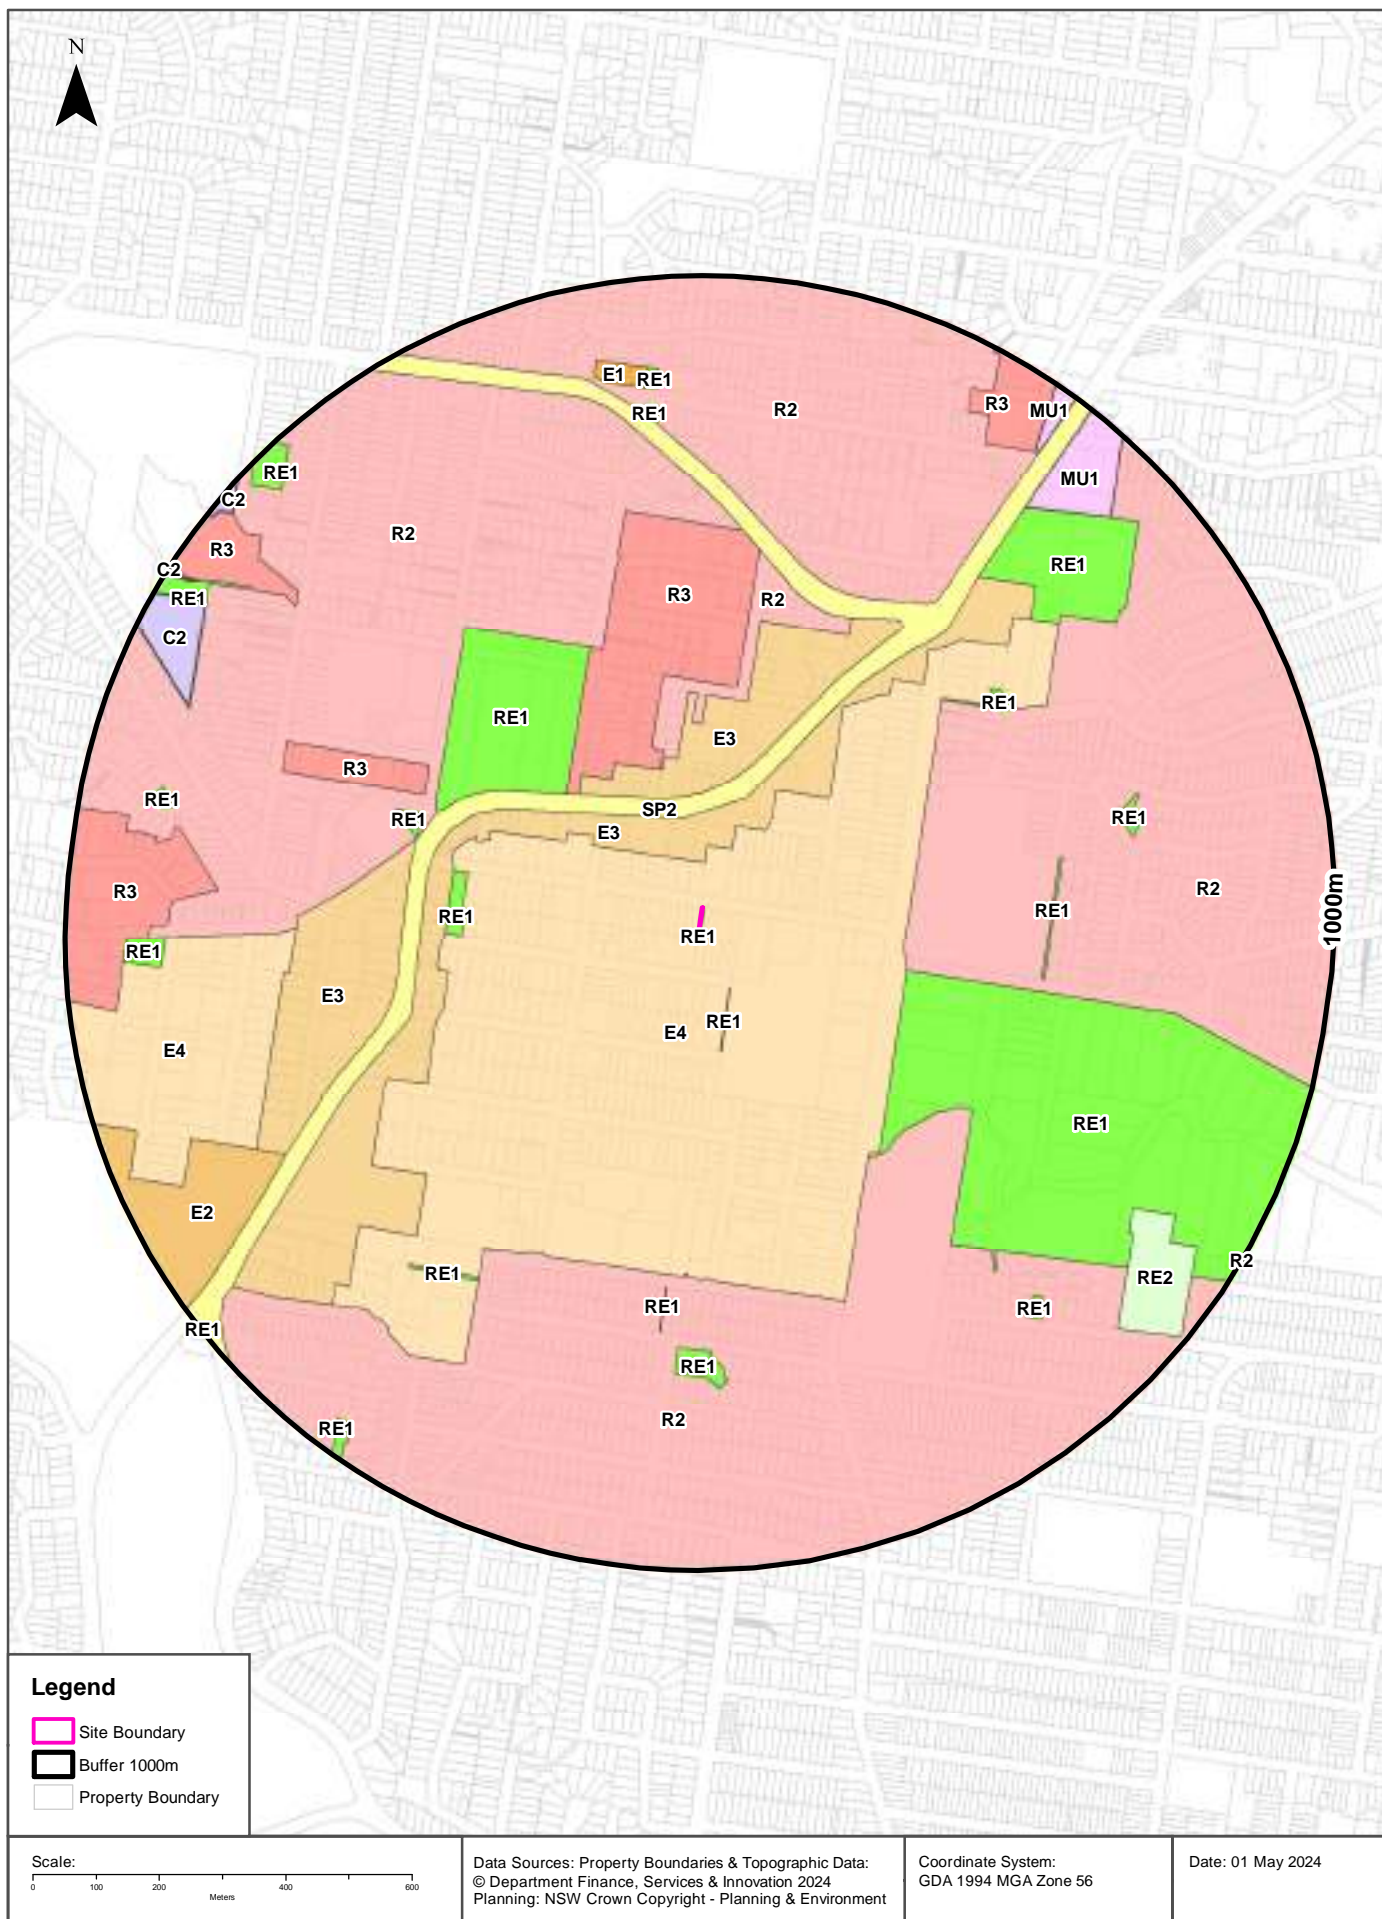 N
E1
RE1
RE1
R2
R3
MU1
MU1
RE1
C2
R2
R3
C2
RE1
C2
RE1
R3
R2
RE1
RE1
E3
R3
RE1
RE1
SP2
E3
RE1
R2
R3
RE1
RE1
RE1
RE1
1000m
E3
RE1
E4
E4
RE1
E2
R2
RE1
RE2
RE1
RE1
RE1
RE1
R2
RE1
Legend
Site Boundary
Buffer 1000m
Property Boundary
Scale:
0 100 200 400 600
Meters
Data Sources: Property Boundaries & Topographic Data:
© Department Finance, Services & Innovation 2024
Planning: NSW Crown Copyright - Planning & Environment
Coordinate System:
GDA 1994 MGA Zone 56
Date: 01 May 2024